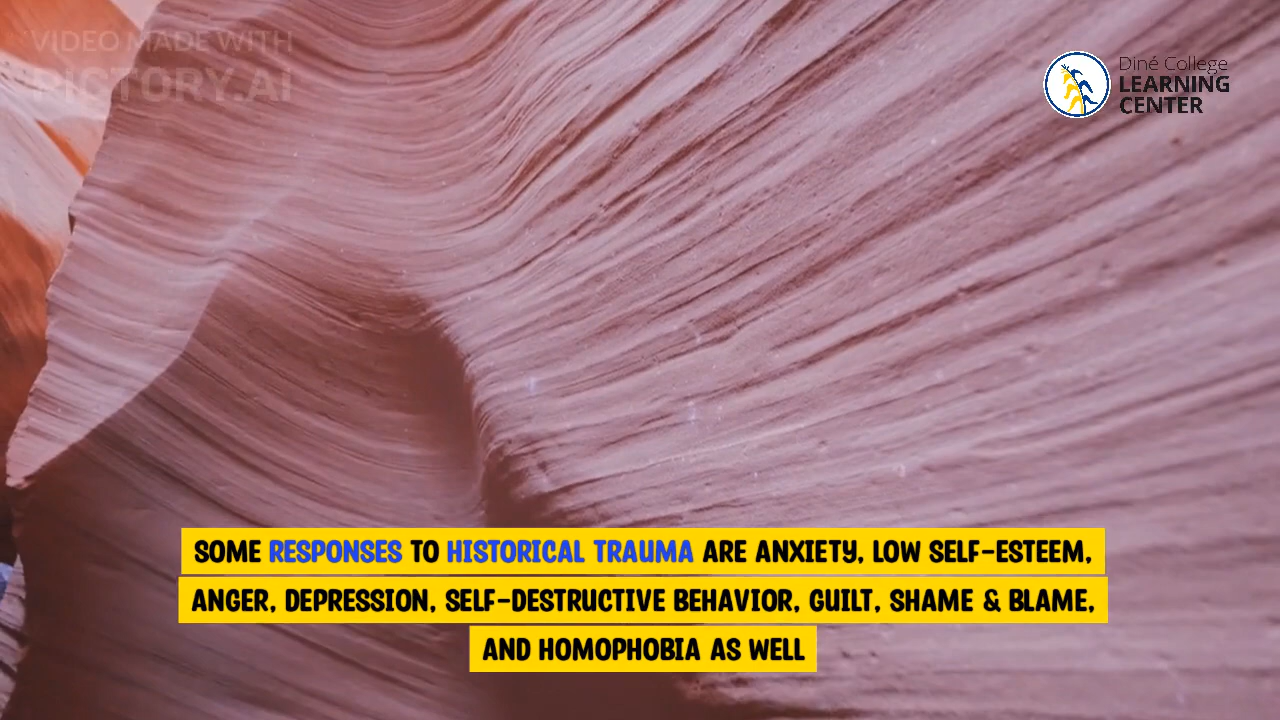 VIDEO MADE WITH
PICTORY.AI
Diné College
LEARNING
CENTER
SOME RESPONSES TO HISTORICAL TRAUMA ARE ANXIETY, LOW SELF-ESTEEM,
ANGER, DEPRESSION, SELF-DESTRUCTIVE BEHAVIOR, GUILT, SHAME & BLAME,
AND HOMOPHOBIA AS WELL